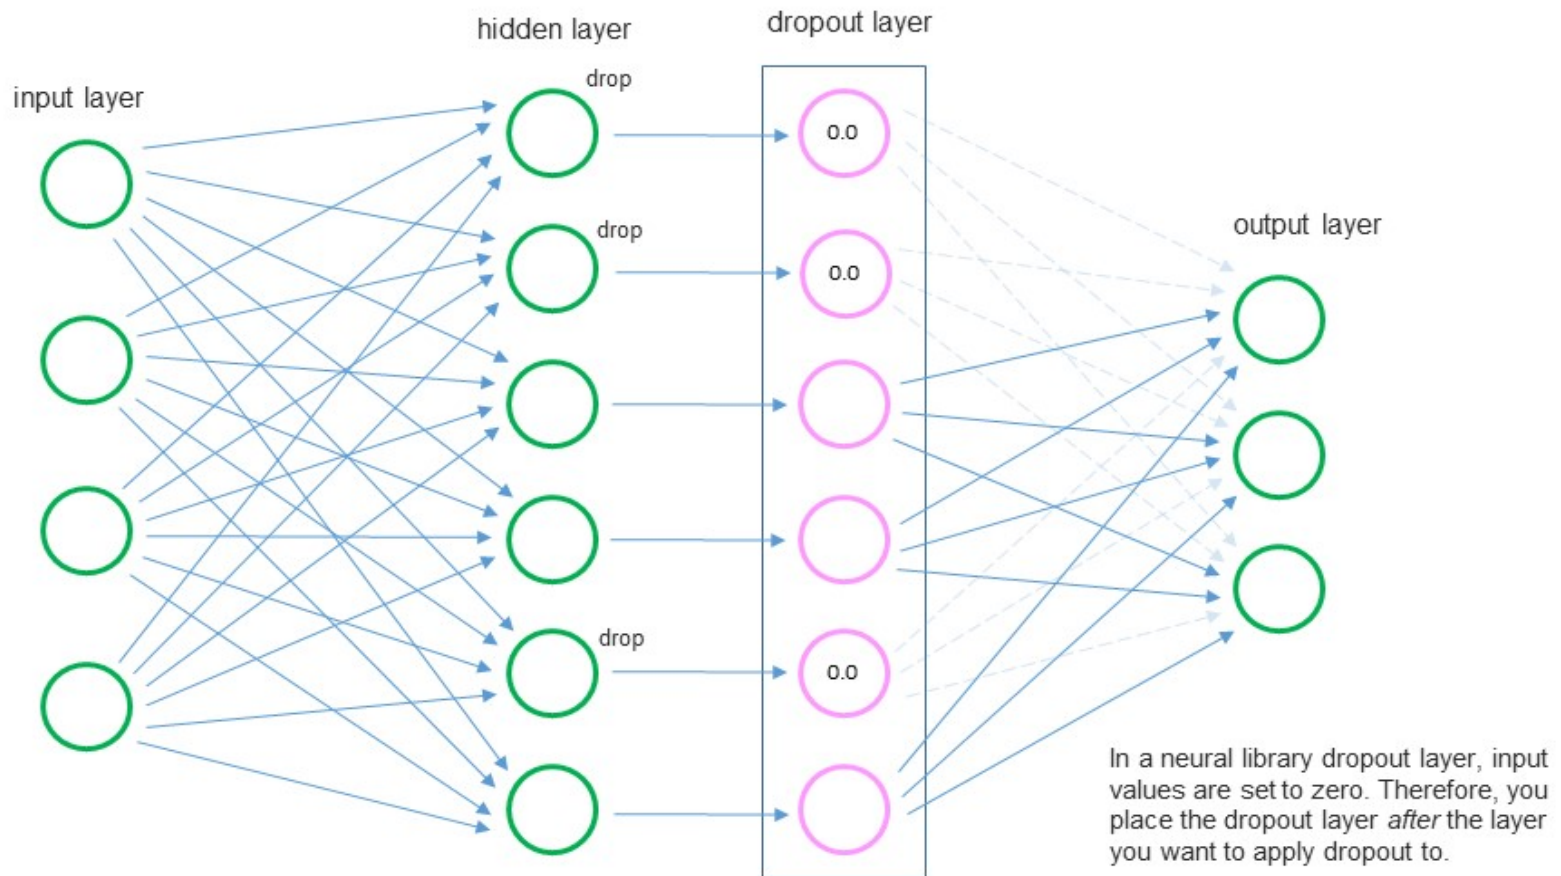 hidden layer
dropout layer
input layer
output layer
drop
drop
drop
0.0
0.0
0.0
In a neural library dropout layer, input
values are set to zero. Therefore, you
place the dropout layer after the layer
you want to apply dropout to.